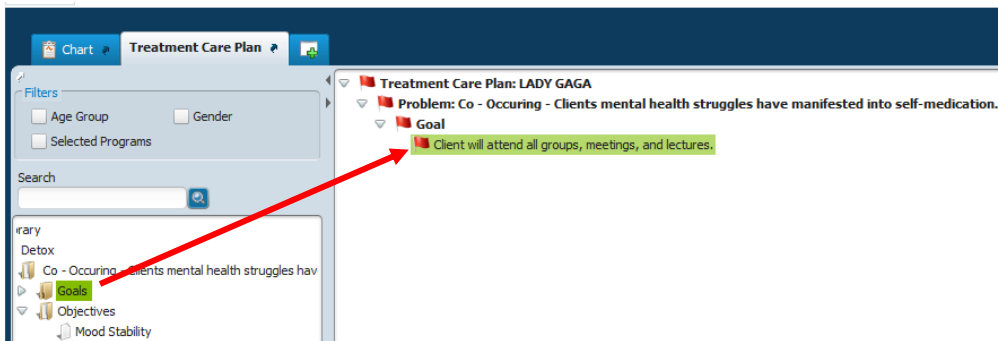 Chart
Treatment Care Plan
Filters
Age Group
Gender
Selected Programs
Search
rary
Detox
Co - Occuring - Clients mental health struggles hav
Goals
Objectives
Mood Stability
Treatment Care Plan: LADY GAGA
Problem: Co - Occuring - Clients mental health struggles have manifested into self-medication.
Goal
Client will attend all groups, meetings, and lectures.